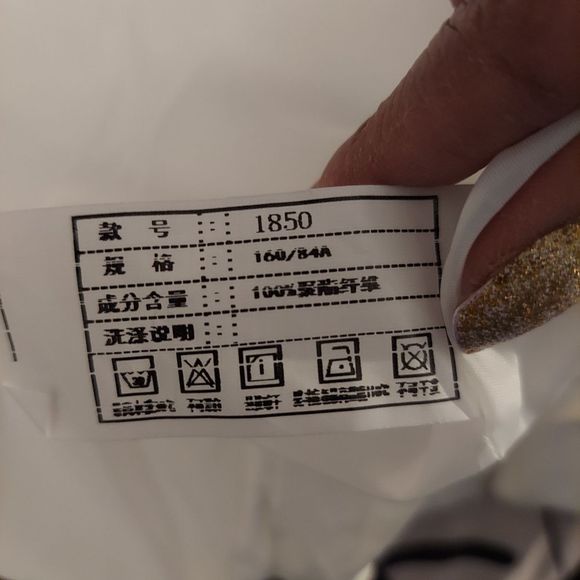 款 号 : : 1850
规 格 : : 160/84A
成分含量 : : 100%聚酯纤维
洗涤说明 : :